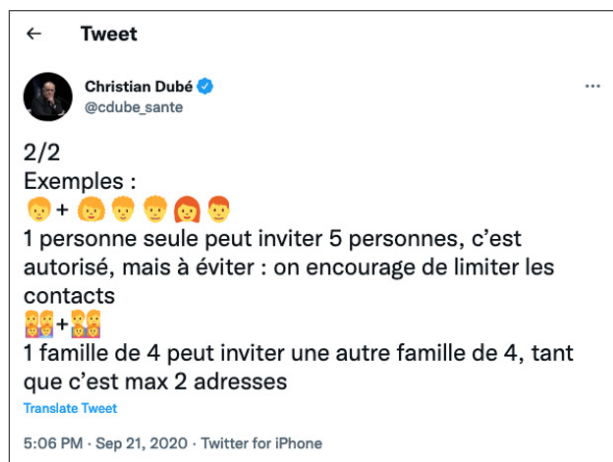 ← Tweet
Christian Dubé
@cdube_sante
...
2/2
Exemples :
👦+ 👩‍🦱 👦 👨 👩‍🦰 👨‍🦰
1 personne seule peut inviter 5 personnes, c’est
autorisé, mais à éviter : on encourage de limiter les
contacts
👨‍👩‍👧‍👦+👨‍👩‍👧‍👦
1 famille de 4 peut inviter une autre famille de 4, tant
que c’est max 2 adresses
Translate Tweet
5:06 PM · Sep 21, 2020 · Twitter for iPhone